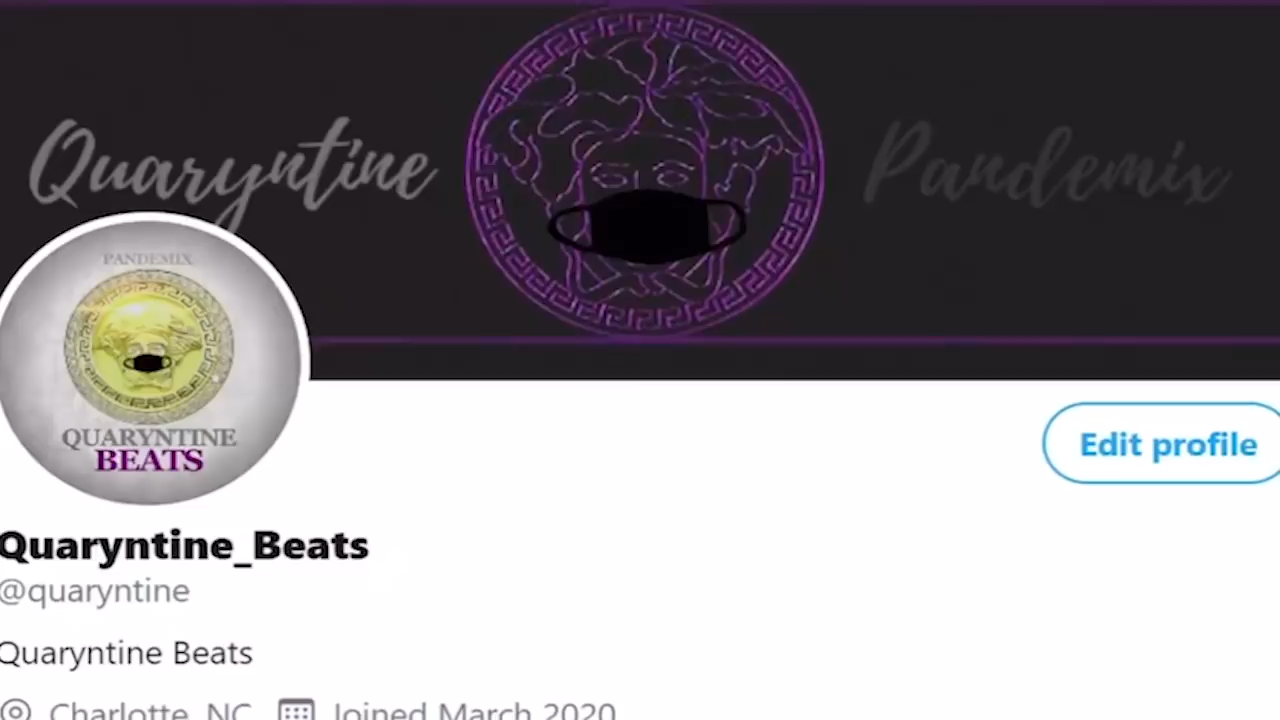 Quaryntine
Pandemix
PANDEMIX
QUARYNTINE
BEATS
Edit profile
Quaryntine_Beats
@quaryntine
Quaryntine Beats
Charlotte, NC Joined March 2020